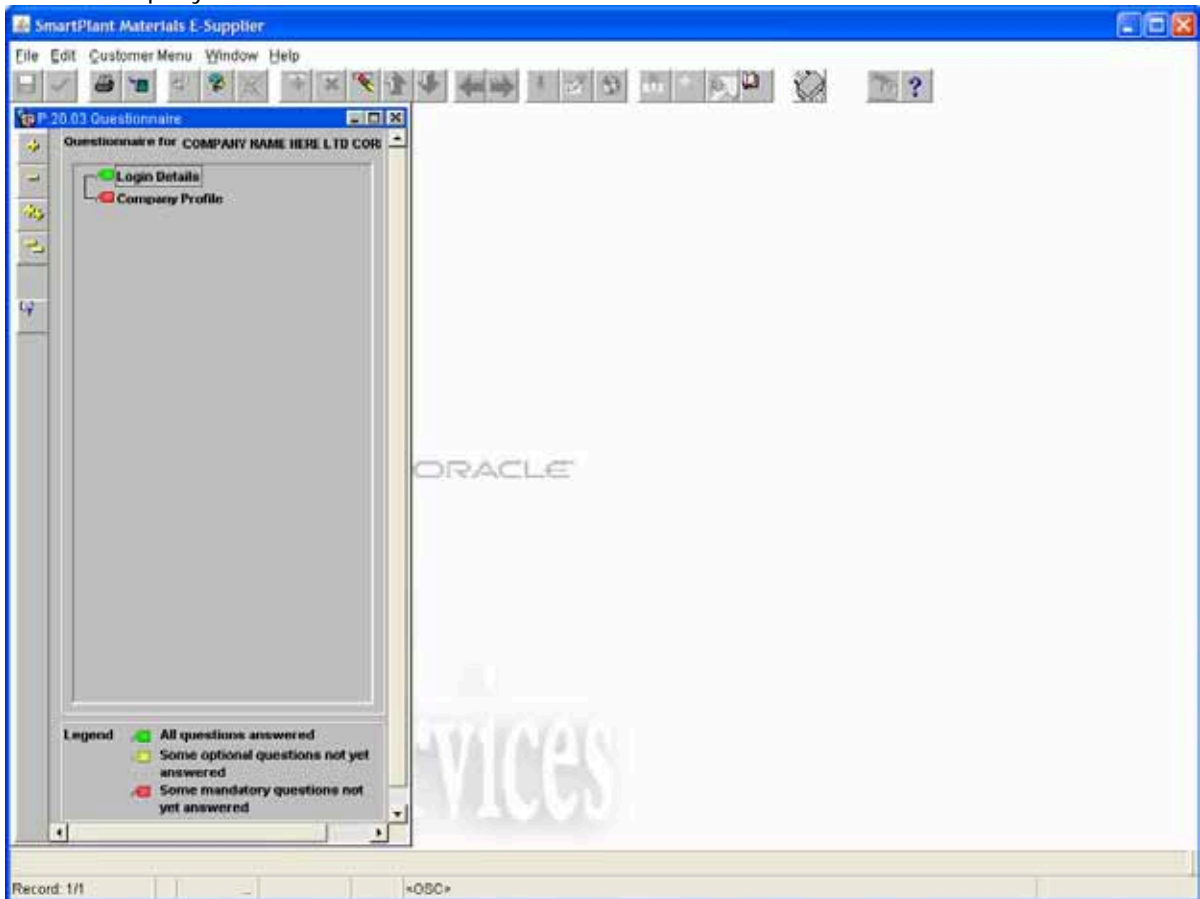 SmartPlant Materials E-Supplier
File Edit Customer Menu Window Help
?
P 20.03 Questionnaire
Questionnaire for COMPANY NAME HERE LTD COR
Login Details
Company Profile
ORACLE
Legend All questions answered
Some optional questions not yet
answered
Some mandatory questions not
yet answered
vices
Record: 1/1 <OSC>